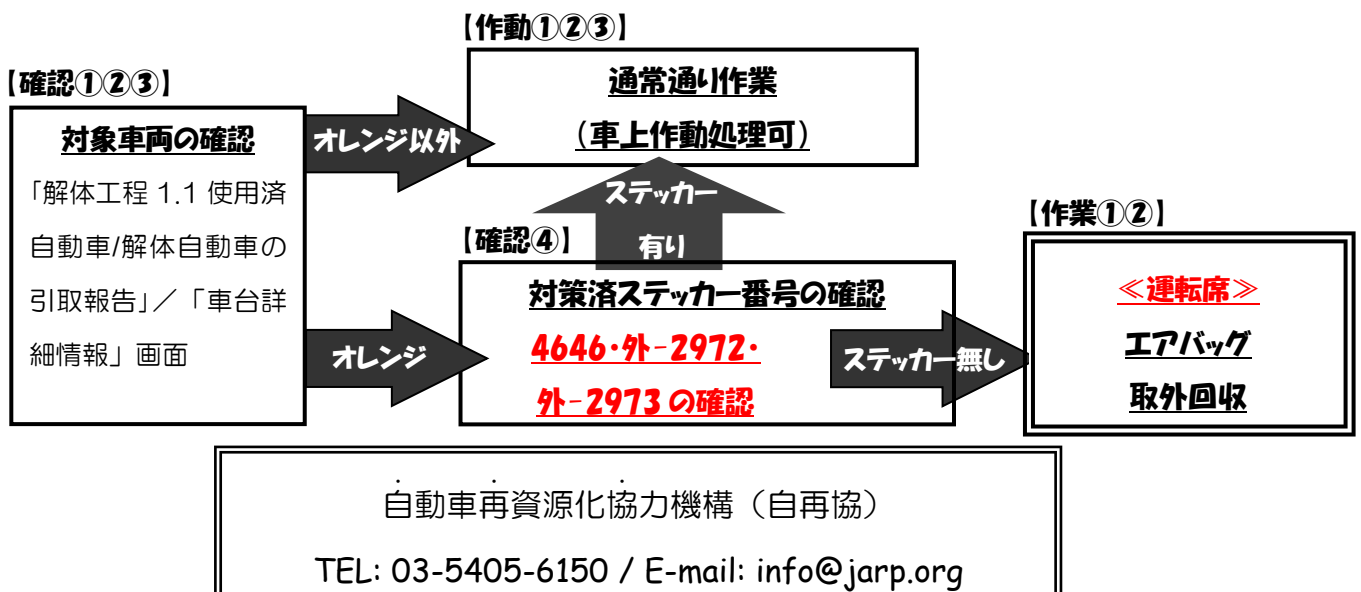 【作動①②③】
通常通り作業
（車上作動処理可）
【確認①②③】
対象車両の確認
「解体工程 1.1 使用済
自動車/解体自動車の
引取報告」／「車台詳
細情報」画面
オレンジ以外
オレンジ
ステッカー
有り
【確認④】
対策済ステッカー番号の確認
4646・外-2972・
外-2973 の確認
ステッカー無し
【作業①②】
≪運転席≫
エアバッグ
取外回収
自動車再資源化協力機構（自再協）
TEL: 03-5405-6150 / E-mail: info@jarp.org